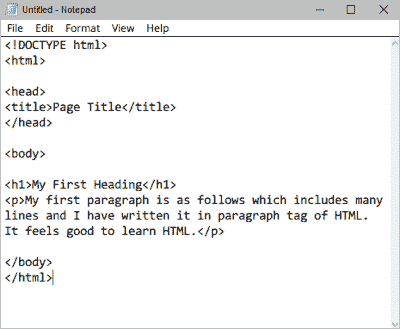 Untitled - Notepad
File Edit Format View Help
<!DOCTYPE html>
<html>
<head>
<title>Page Title</title>
</head>
<body>
<h1>My First Heading</h1>
<p>My first paragraph is as follows which includes many
lines and I have written it in paragraph tag of HTML.
It feels good to learn HTML.</p>
</body>
</html>